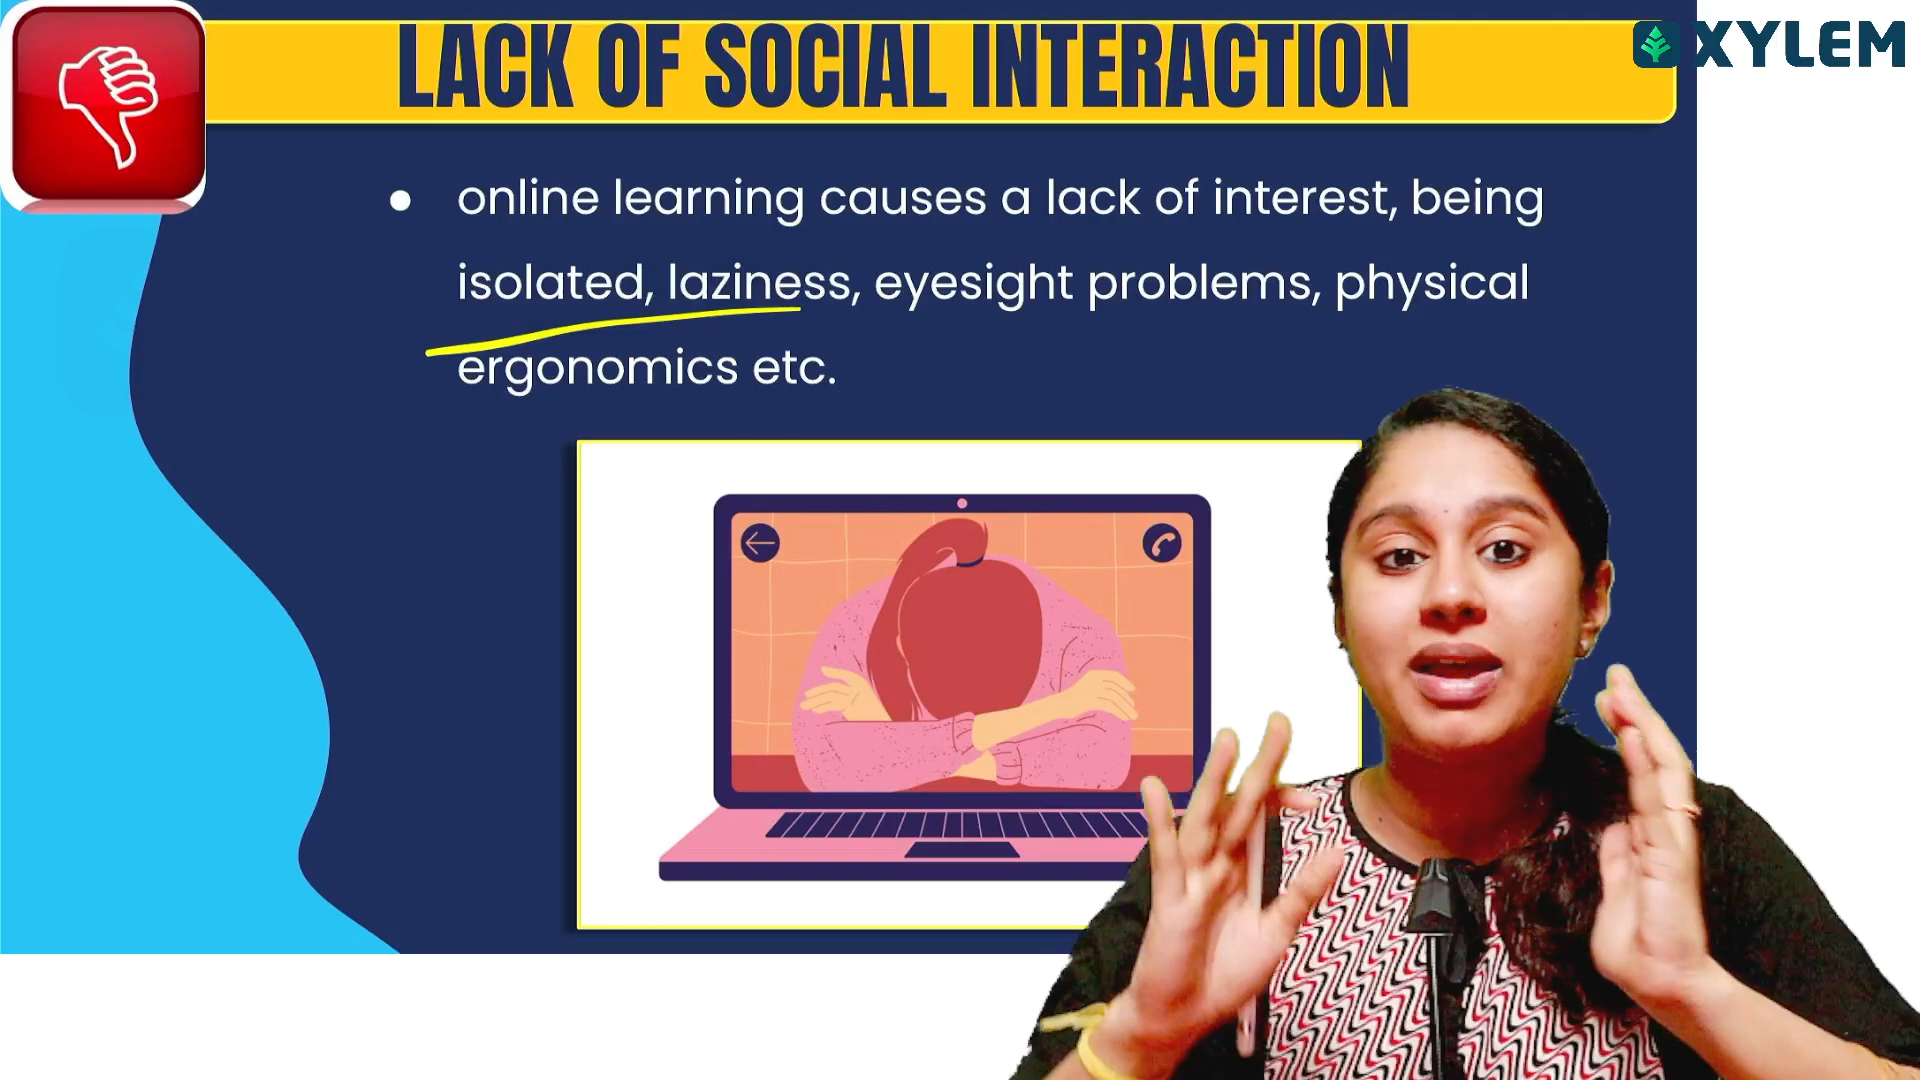 LACK OF SOCIAL INTERACTION
XYLEM
online learning causes a lack of interest, being
isolated, laziness, eyesight problems, physical
ergonomics etc.